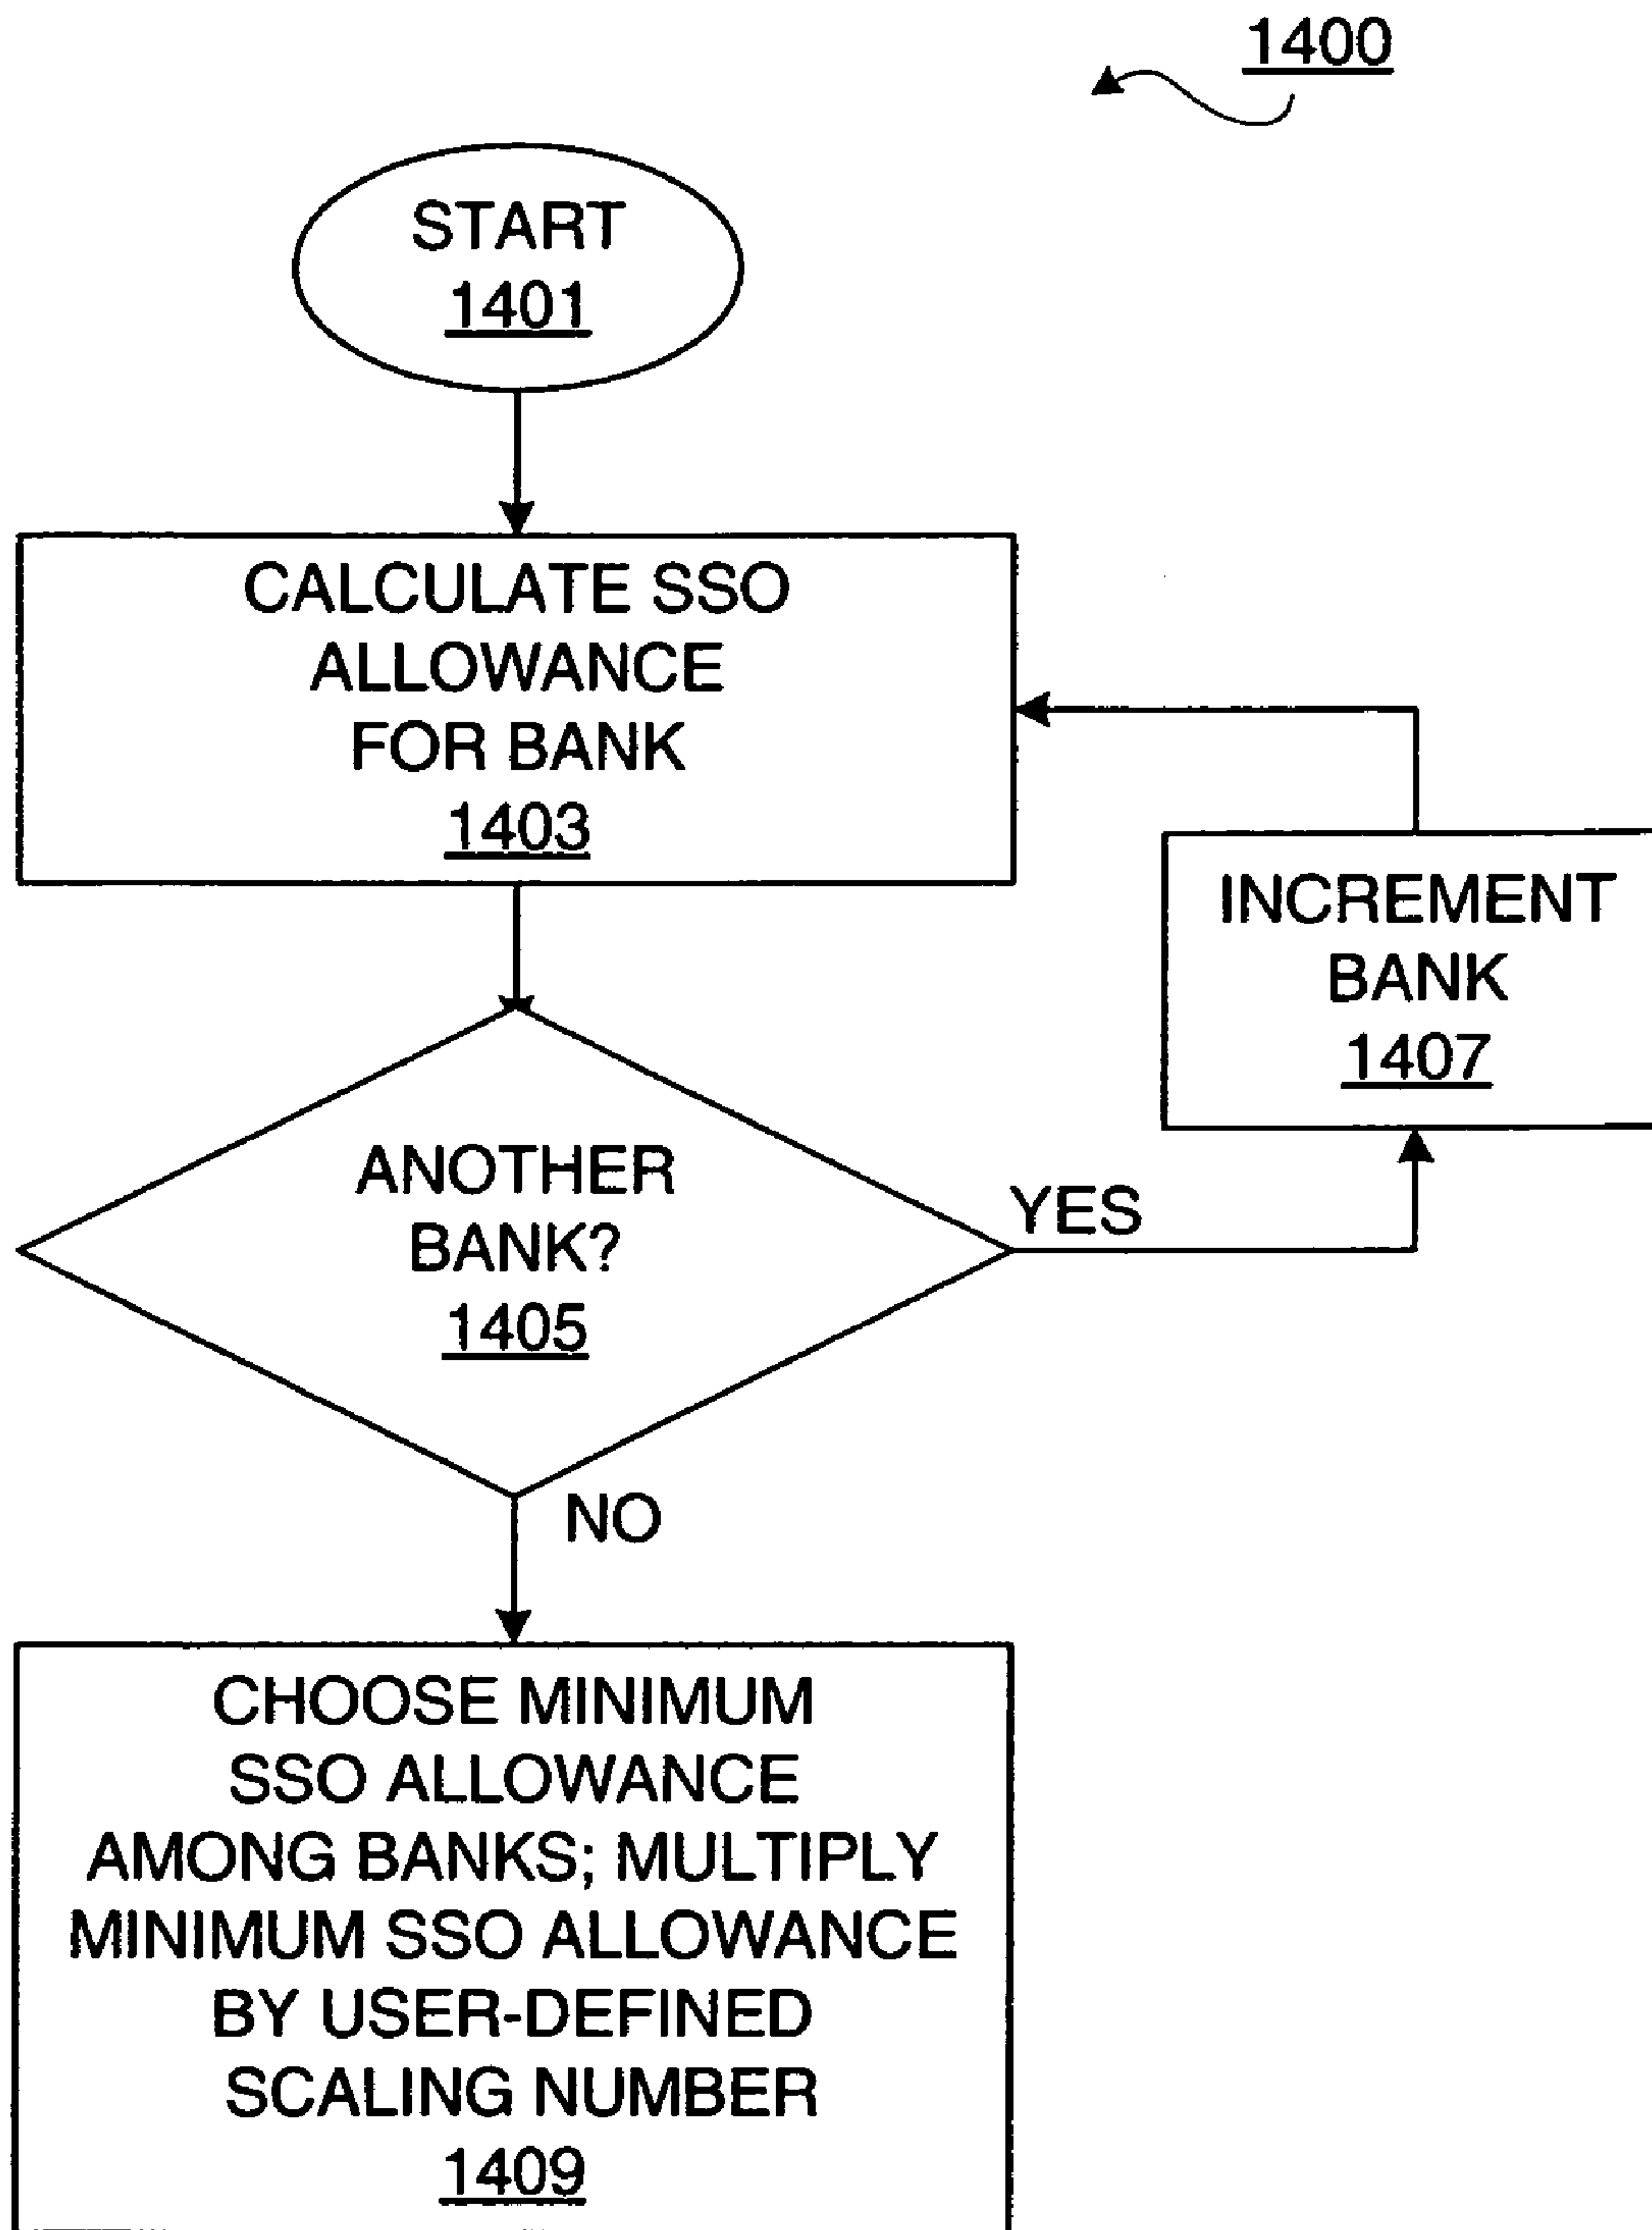 1400
START
1401
CALCULATE SSO
ALLOWANCE
FOR BANK
1403
INCREMENT
BANK
1407
ANOTHER
BANK?
1405
YES
NO
CHOOSE MINIMUM
SSO ALLOWANCE
AMONG BANKS; MULTIPLY
MINIMUM SSO ALLOWANCE
BY USER-DEFINED
SCALING NUMBER
1409